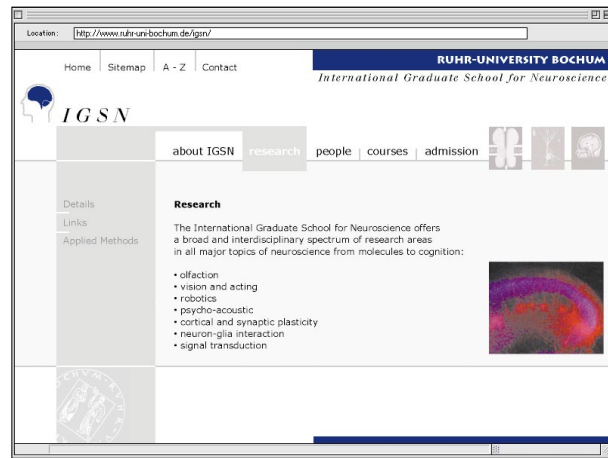 Location: http://www.ruhr-uni-bochum.de/igsn/
Home Sitemap A - Z Contact
RUHR-UNIVERSITY BOCHUM
International Graduate School for Neuroscience
IGSN
about IGSN research people courses admission
Details
Links
Applied Methods
Research
The International Graduate School for Neuroscience offers
a broad and interdisciplinary spectrum of research areas
in all major topics of neuroscience from molecules to cognition:
• olfaction
• vision and acting
• robotics
• psycho-acoustic
• cortical and synaptic plasticity
• neuron-glia interaction
• signal transduction